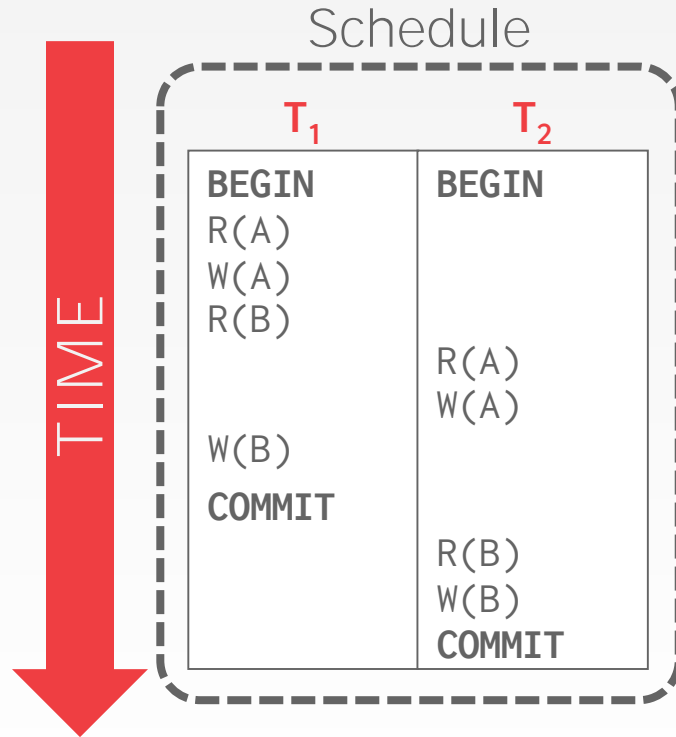 Schedule
TIME
T₁ T₂
BEGIN BEGIN
R(A)
W(A)
R(B)
R(A)
W(A)
W(B)
COMMIT
R(B)
W(B)
COMMIT